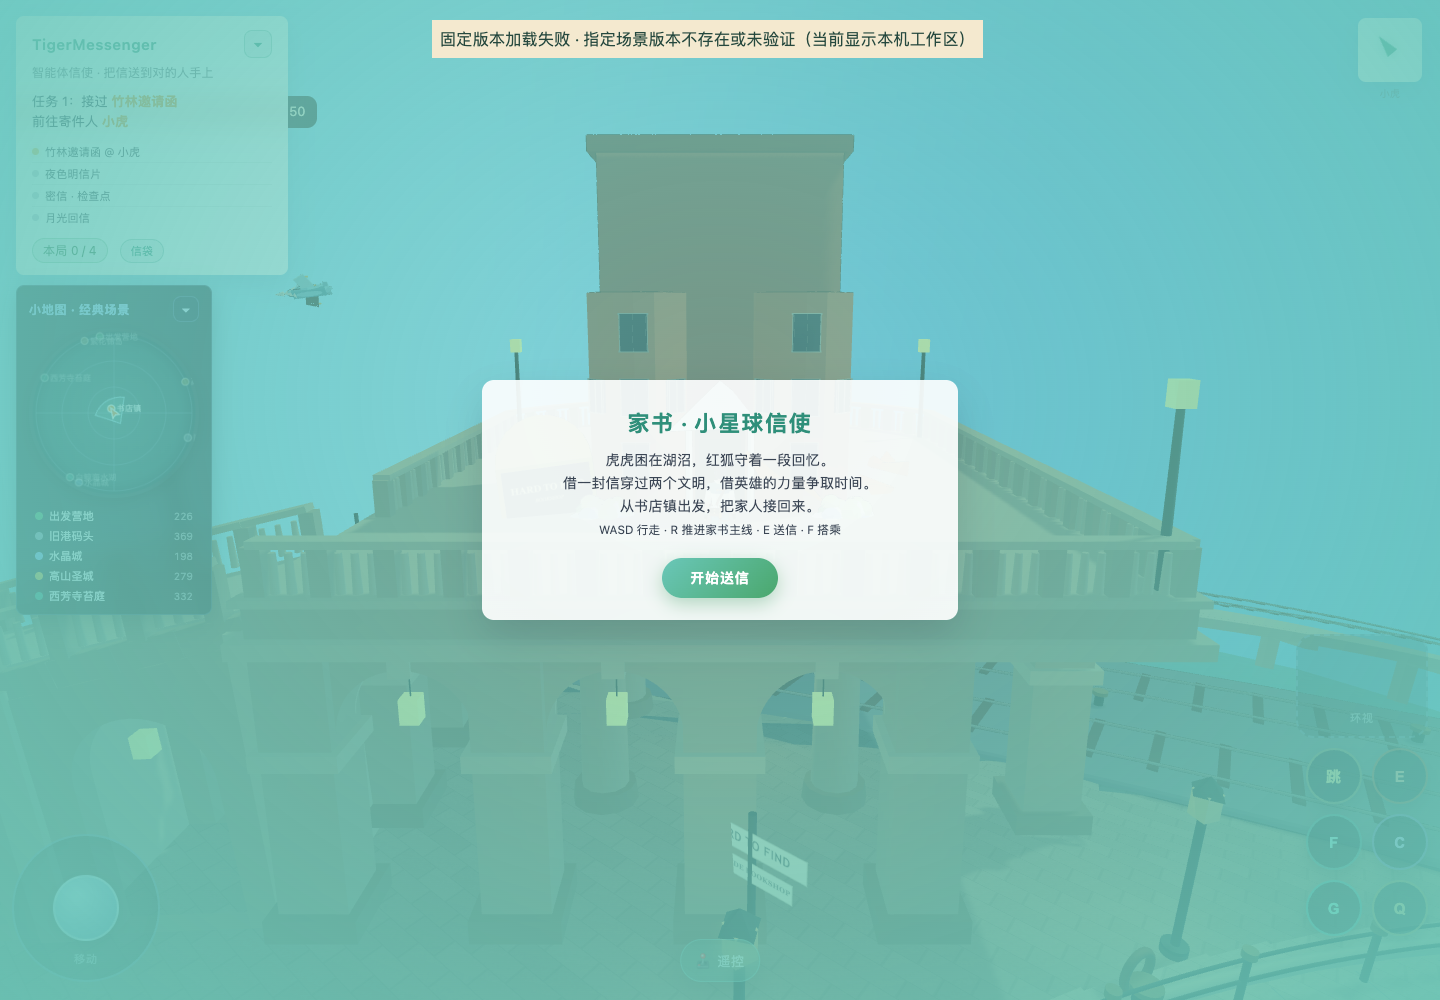 固定版本加载失败 · 指定场景版本不存在或未验证（当前显示本机工作区）
TigerMessenger
智能体信使 · 把信送到对的人手上
任务 1：接过 竹林邀请函
前往寄件人 小虎
竹林邀请函 @ 小虎
夜色明信片
密信 · 检查点
月光回信
本局 0 / 4
信袋
50
小虎
小地图 · 经典场景
书店镇
出发营地 226
旧港码头 369
水晶城 198
高山圣城 279
西芳寺苔庭 332
家书 · 小星球信使
虎虎困在湖沼，红狐守着一段回忆。
借一封信穿过两个文明，借英雄的力量争取时间。
从书店镇出发，把家人接回来。
WASD 行走 · R 推进家书主线 · E 送信 · F 搭乘
开始送信
TO FIND
BOOKSHOP
环视
跳
E
F
C
G
Q
移动
遥控